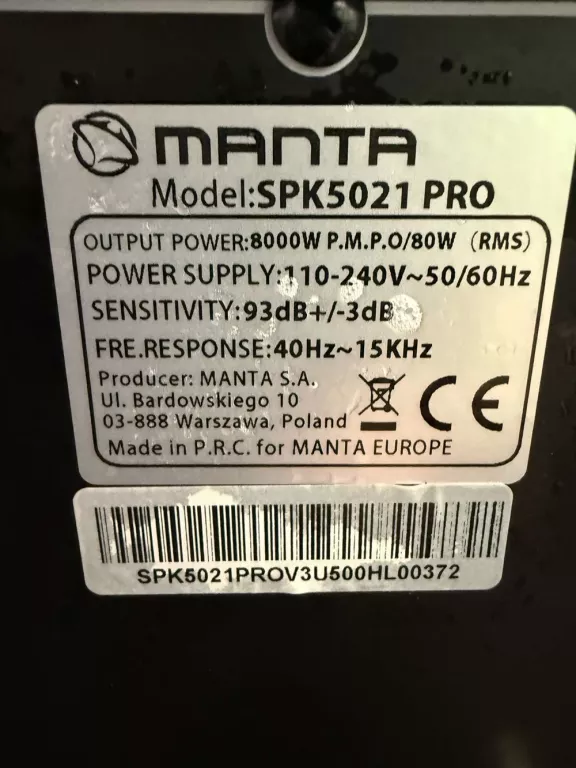 MANTA
Model:SPK5021 PRO
OUTPUT POWER:8000W P.M.P.O/80W (RMS)
POWER SUPPLY:110-240V~50/60Hz
SENSITIVITY:93dB+/-3dB
FRE.RESPONSE:40Hz~15KHz
Producer: MANTA S.A.
Ul. Bardowskiego 10
03-888 Warszawa, Poland
CE
Made in P.R.C. for MANTA EUROPE
SPK5021PROV3U500HL00372